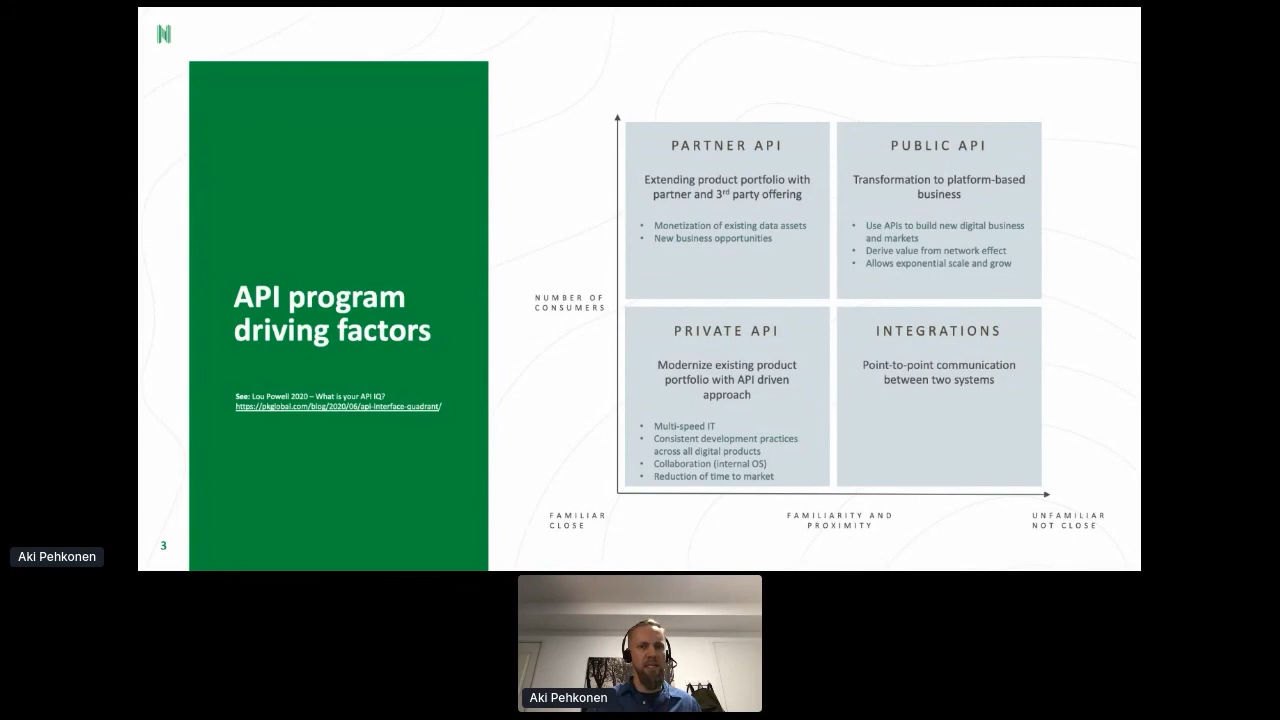 API program
driving factors
See: Lou Powell 2020 – What is your API IQ?
https://pkglobal.com/blog/2020/06/api-interface-quadrant/
3
NUMBER OF
CONSUMERS
PARTNER API
Extending product portfolio with
partner and 3rd party offering
• Monetization of existing data assets
• New business opportunities
PUBLIC API
Transformation to platform-based
business
• Use APIs to build new digital business
and markets
• Derive value from network effect
• Allows exponential scale and grow
PRIVATE API
Modernize existing product
portfolio with API driven
approach
• Multi-speed IT
• Consistent development practices
across all digital products
• Collaboration (internal OS)
• Reduction of time to market
INTEGRATIONS
Point-to-point communication
between two systems
FAMILIAR
CLOSE
FAMILIARITY AND
PROXIMITY
UNFAMILIAR
NOT CLOSE
Aki Pehkonen
Aki Pehkonen